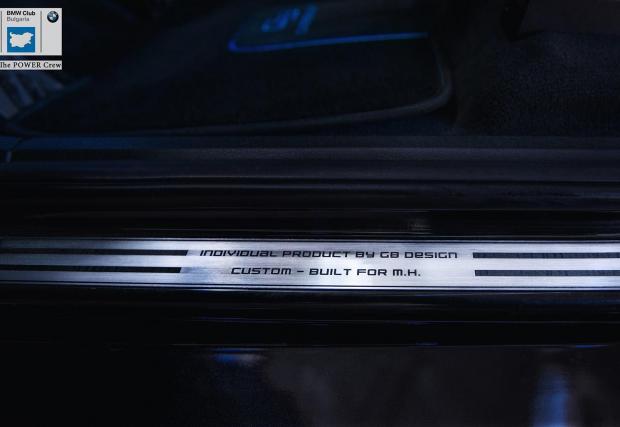 BMW Club
Bulgaria
The POWER Crew
INDIVIDUAL PRODUCT BY GB DESIGN
CUSTOM - BUILT FOR M.H.